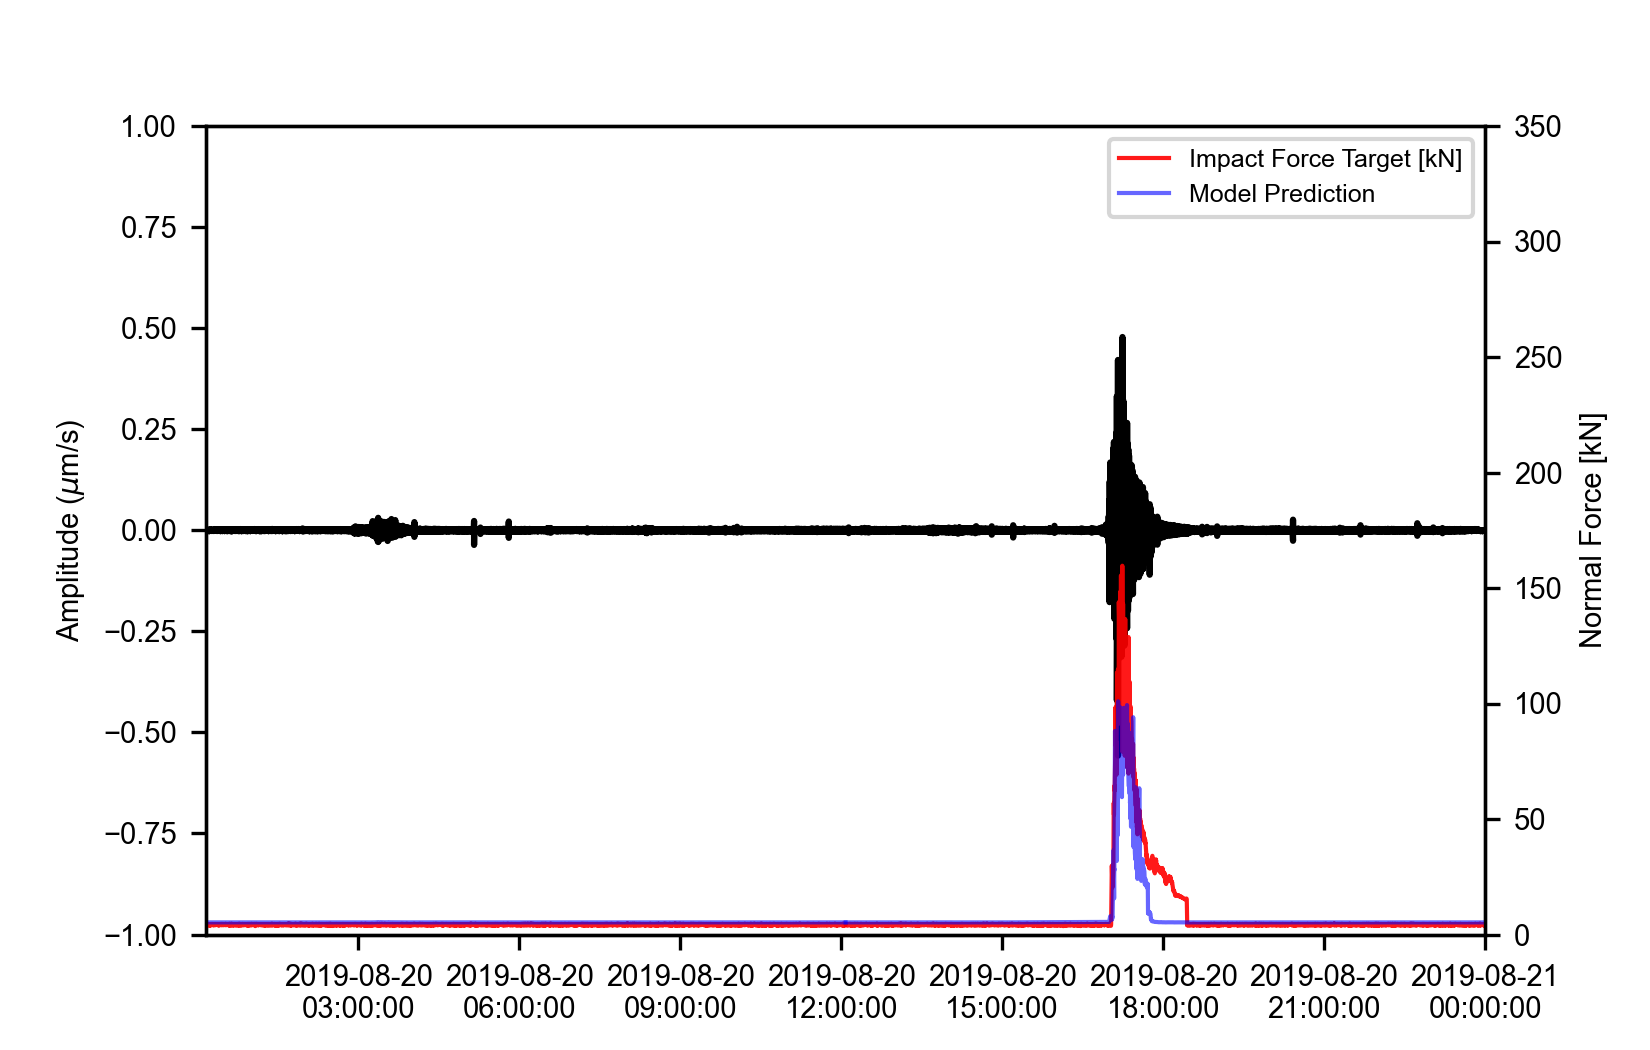 1.00
0.75
0.50
0.25
0.00
−0.25
−0.50
−0.75
−1.00
Amplitude (μm/s)
Impact Force Target [kN]
Model Prediction
350
300
250
200
150
100
50
0
Normal Force [kN]
2019-08-20 2019-08-20 2019-08-20 2019-08-20 2019-08-20 2019-08-20 2019-08-20 2019-08-21
03:00:00 06:00:00 09:00:00 12:00:00 15:00:00 18:00:00 21:00:00 00:00:00